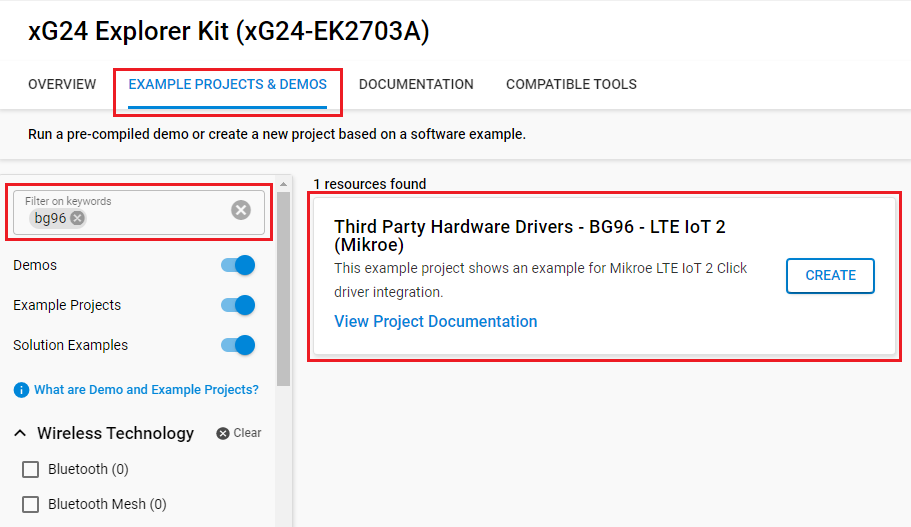 xG24 Explorer Kit (xG24-EK2703A)
OVERVIEW EXAMPLE PROJECTS & DEMOS DOCUMENTATION COMPATIBLE TOOLS
Run a pre-compiled demo or create a new project based on a software example.
Filter on keywords
bg96
Demos
Example Projects
Solution Examples
What are Demo and Example Projects?
Wireless Technology Clear
Bluetooth (0)
Bluetooth Mesh (0)
1 resources found
Third Party Hardware Drivers - BG96 - LTE IoT 2
(Mikroe)
This example project shows an example for Mikroe LTE IoT 2 Click
driver integration.
View Project Documentation
CREATE